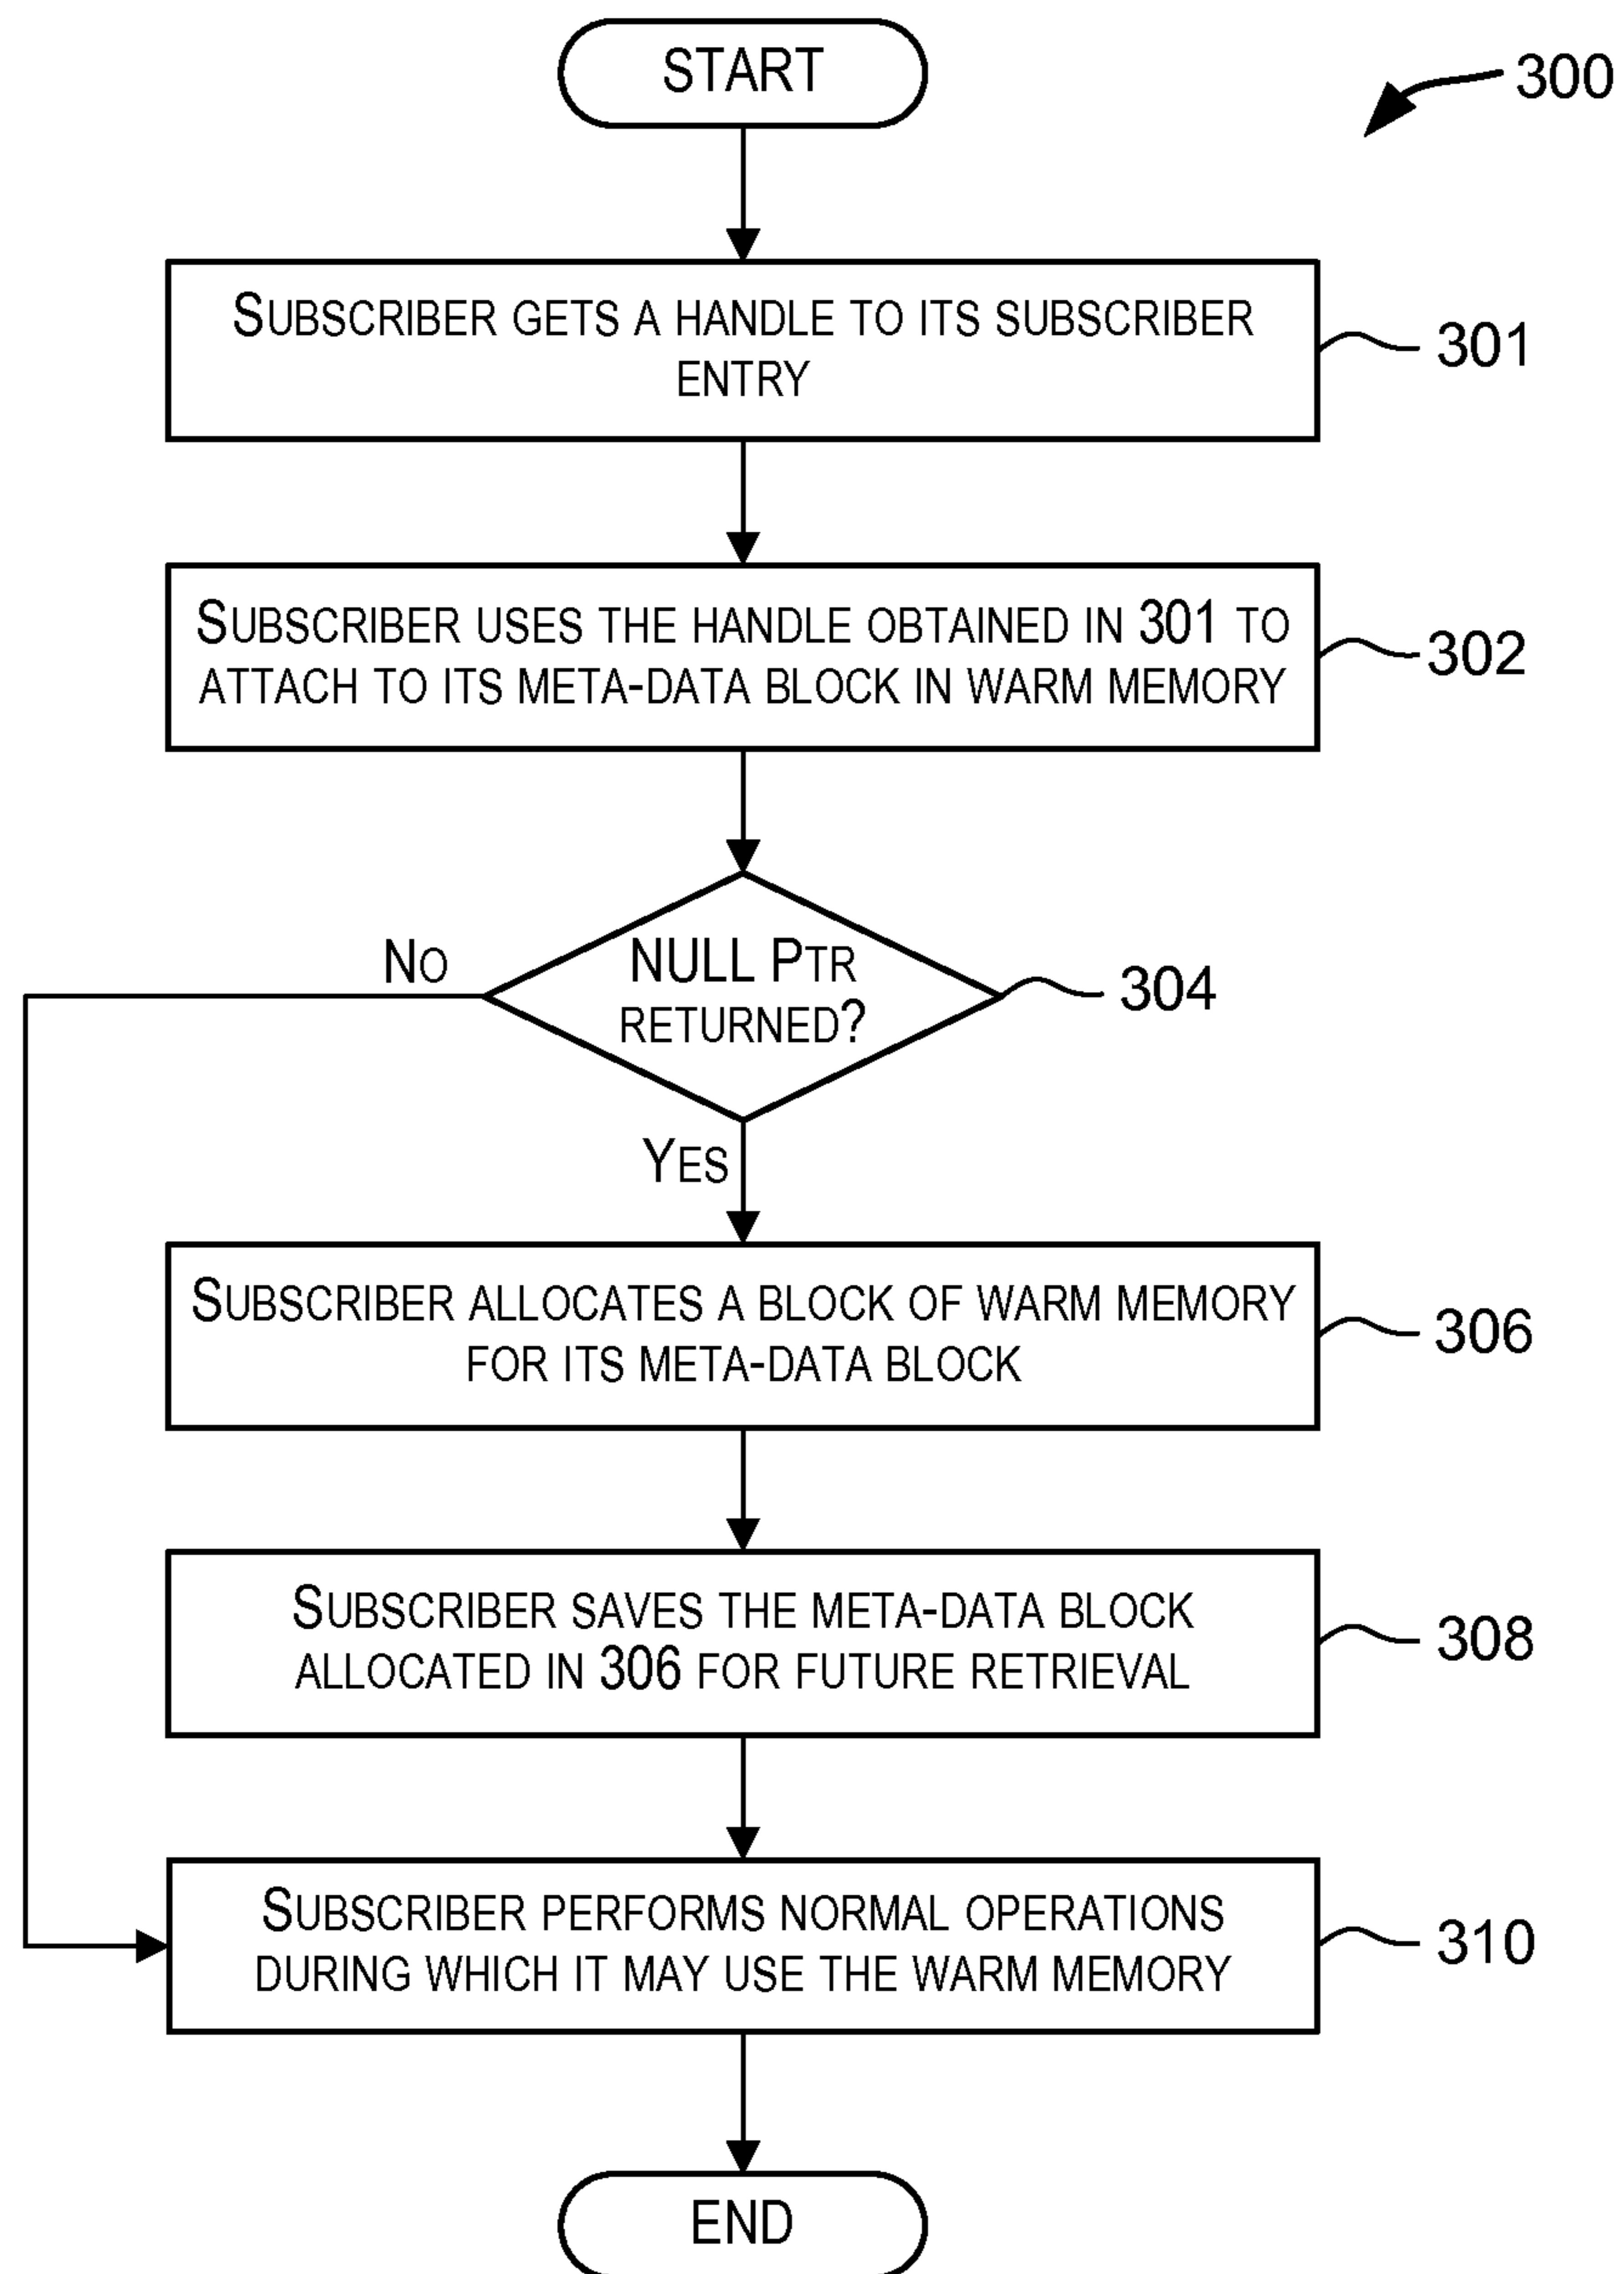 START
300
SUBSCRIBER GETS A HANDLE TO ITS SUBSCRIBER
ENTRY
301
SUBSCRIBER USES THE HANDLE OBTAINED IN 301 TO
ATTACH TO ITS META-DATA BLOCK IN WARM MEMORY
302
NO
NULL PTR
RETURNED?
304
YES
SUBSCRIBER ALLOCATES A BLOCK OF WARM MEMORY
FOR ITS META-DATA BLOCK
306
SUBSCRIBER SAVES THE META-DATA BLOCK
ALLOCATED IN 306 FOR FUTURE RETRIEVAL
308
SUBSCRIBER PERFORMS NORMAL OPERATIONS
DURING WHICH IT MAY USE THE WARM MEMORY
310
END